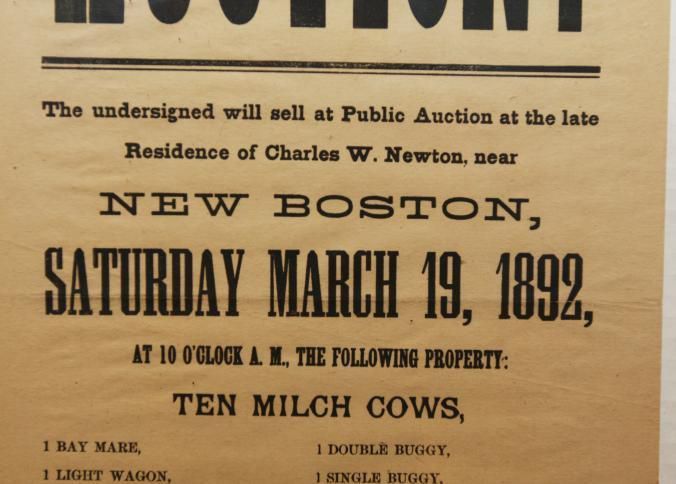 AUCTION!
The undersigned will sell at Public Auction at the late
Residence of Charles W. Newton, near
NEW BOSTON,
SATURDAY MARCH 19, 1892,
AT 10 O'CLOCK A. M., THE FOLLOWING PROPERTY:
TEN MILCH COWS,
1 BAY MARE, 1 DOUBLE BUGGY,
1 LIGHT WAGON, 1 SINGLE BUGGY,